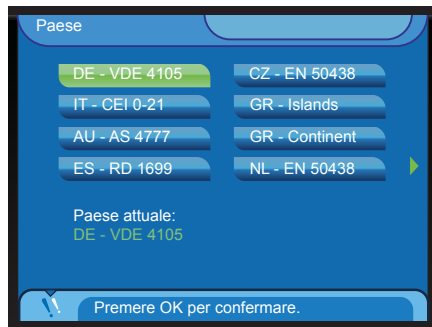 Paese
DE - VDE 4105
CZ - EN 50438
IT - CEI 0-21
GR - Islands
AU - AS 4777
GR - Continent
ES - RD 1699
NL - EN 50438
Paese attuale:
DE - VDE 4105
Premere OK per confermare.